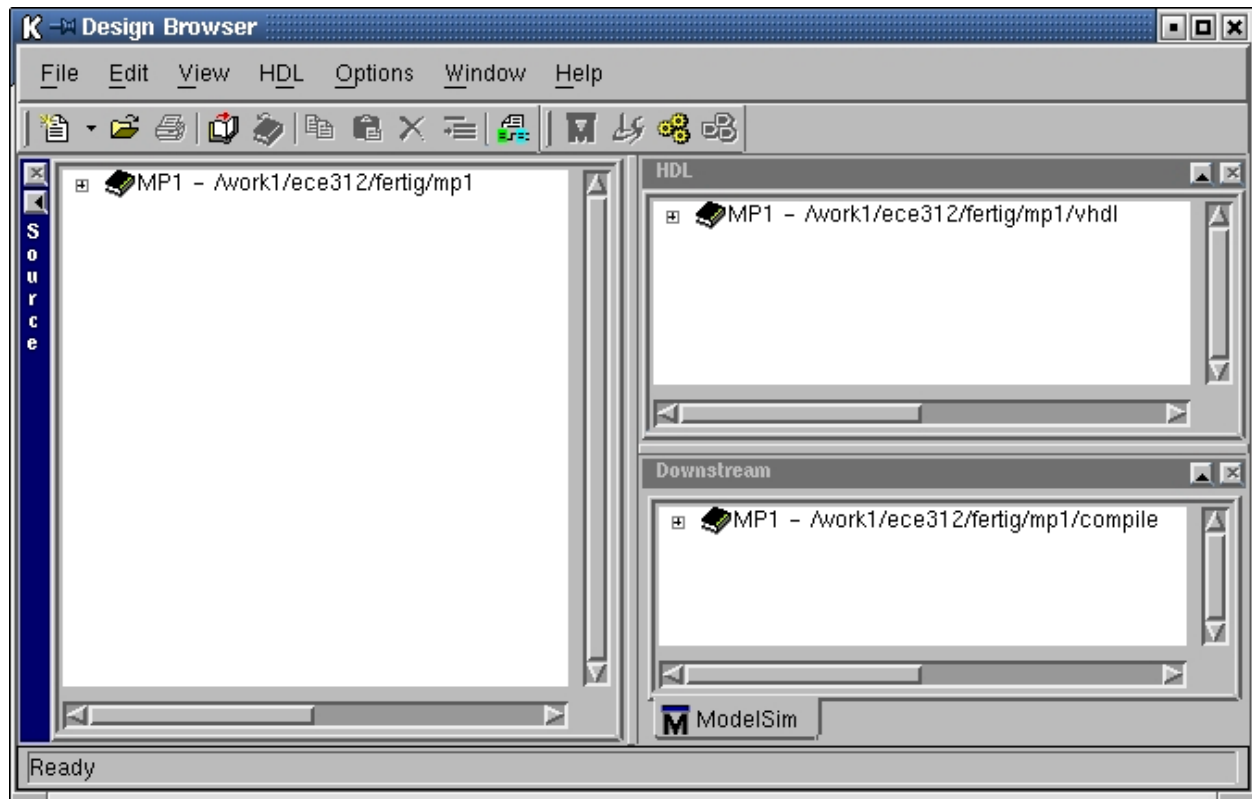 Design Browser
File Edit View HDL Options Window Help
Source
MP1 - /work1/ece312/fertig/mp1
HDL
MP1 - /work1/ece312/fertig/mp1/vhdl
Downstream
MP1 - /work1/ece312/fertig/mp1/compile
ModelSim
Ready